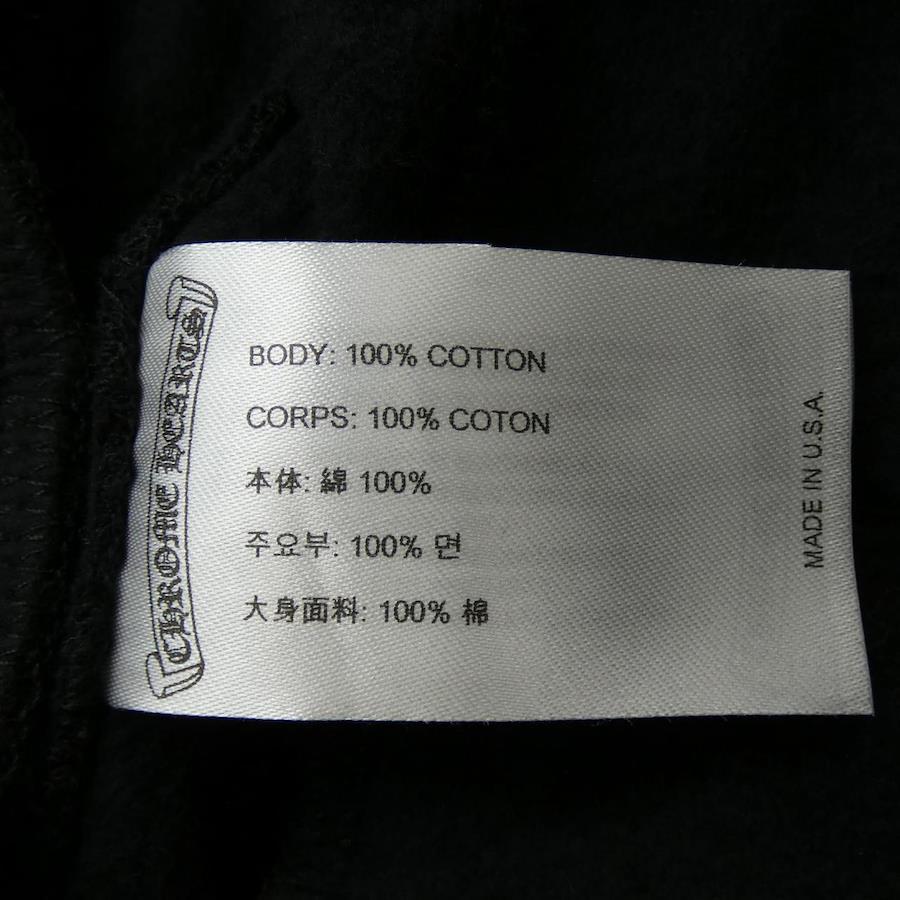 CHROME HEARTS
BODY: 100% COTTON
CORPS: 100% COTON
本体: 綿 100%
주요부: 100% 면
大身面料: 100% 棉
MADE IN U.S.A.